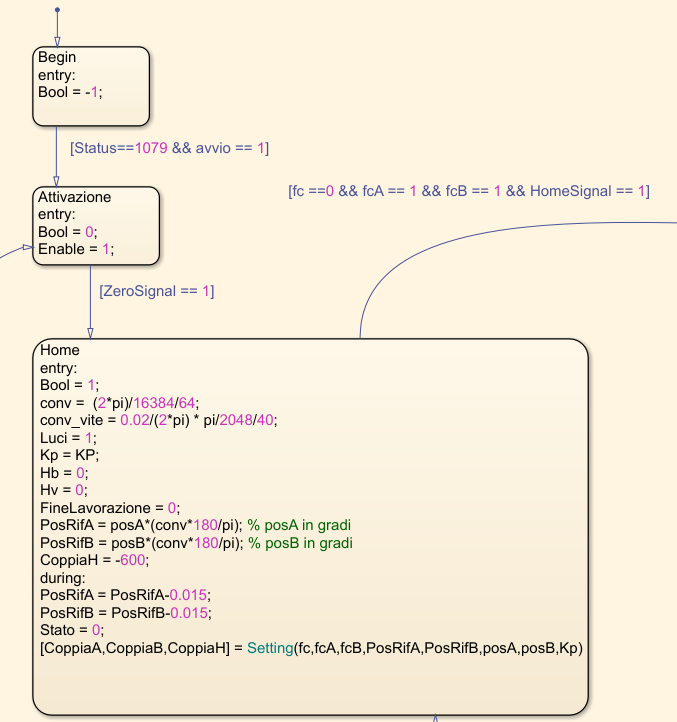 Begin
entry:
Bool = -1;
[Status==1079 && avvio == 1]
Attivazione
entry:
Bool = 0;
Enable = 1;
[fc ==0 && fcA == 1 && fcB == 1 && HomeSignal == 1]
[ZeroSignal == 1]
Home
entry:
Bool = 1;
conv =  (2*pi)/16384/64;
conv_vite = 0.02/(2*pi) * pi/2048/40;
Luci = 1;
Kp = KP;
Hb = 0;
Hv = 0;
FineLavorazione = 0;
PosRifA = posA*(conv*180/pi); % posA in gradi
PosRifB = posB*(conv*180/pi); % posB in gradi
CoppiaH = -600;
during:
PosRifA = PosRifA-0.015;
PosRifB = PosRifB-0.015;
Stato = 0;
[CoppiaA,CoppiaB,CoppiaH] = Setting(fc,fcA,fcB,PosRifA,PosRifB,posA,posB,Kp)